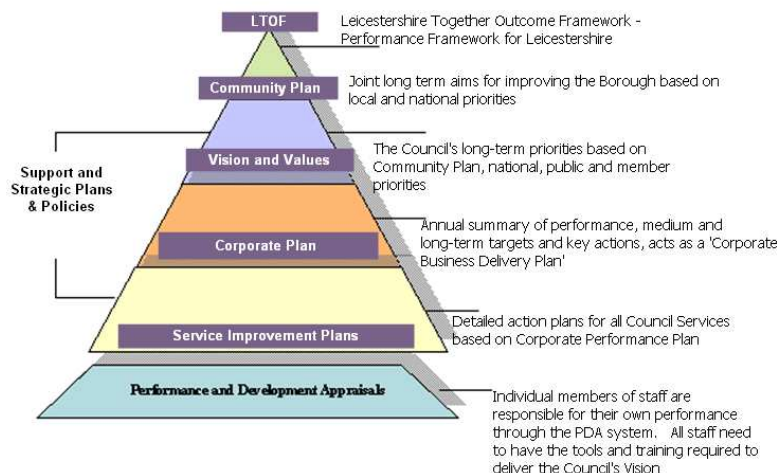 LTOF
Leicestershire Together Outcome Framework -
Performance Framework for Leicestershire
Community Plan
Joint long term aims for improving the Borough based on
local and national priorities
Support and
Strategic Plans
& Policies
Vision and Values
The Council's long-term priorities based on
Community Plan, national, public and member
priorities
Corporate Plan
Annual summary of performance, medium and
long-term targets and key actions, acts as a 'Corporate
Business Delivery Plan'
Service Improvement Plans
Detailed action plans for all Council Services
based on Corporate Performance Plan
Performance and Development Appraisals
Individual members of staff are
responsible for their own performance
through the PDA system. All staff need
to have the tools and training required to
deliver the Council's Vision